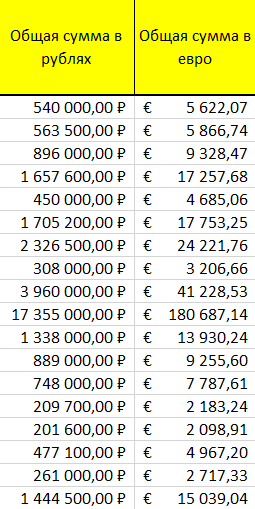 Общая сумма в рублях Общая сумма в евро
540 000,00 ₽ € 5 622,07
563 500,00 ₽ € 5 866,74
896 000,00 ₽ € 9 328,47
1 657 600,00 ₽ € 17 257,68
450 000,00 ₽ € 4 685,06
1 705 200,00 ₽ € 17 753,25
2 326 500,00 ₽ € 24 221,76
308 000,00 ₽ € 3 206,66
3 960 000,00 ₽ € 41 228,53
17 355 000,00 ₽ € 180 687,14
1 338 000,00 ₽ € 13 930,24
889 000,00 ₽ € 9 255,60
748 000,00 ₽ € 7 787,61
209 700,00 ₽ € 2 183,24
201 600,00 ₽ € 2 098,91
477 100,00 ₽ € 4 967,20
261 000,00 ₽ € 2 717,33
1 444 500,00 ₽ € 15 039,04